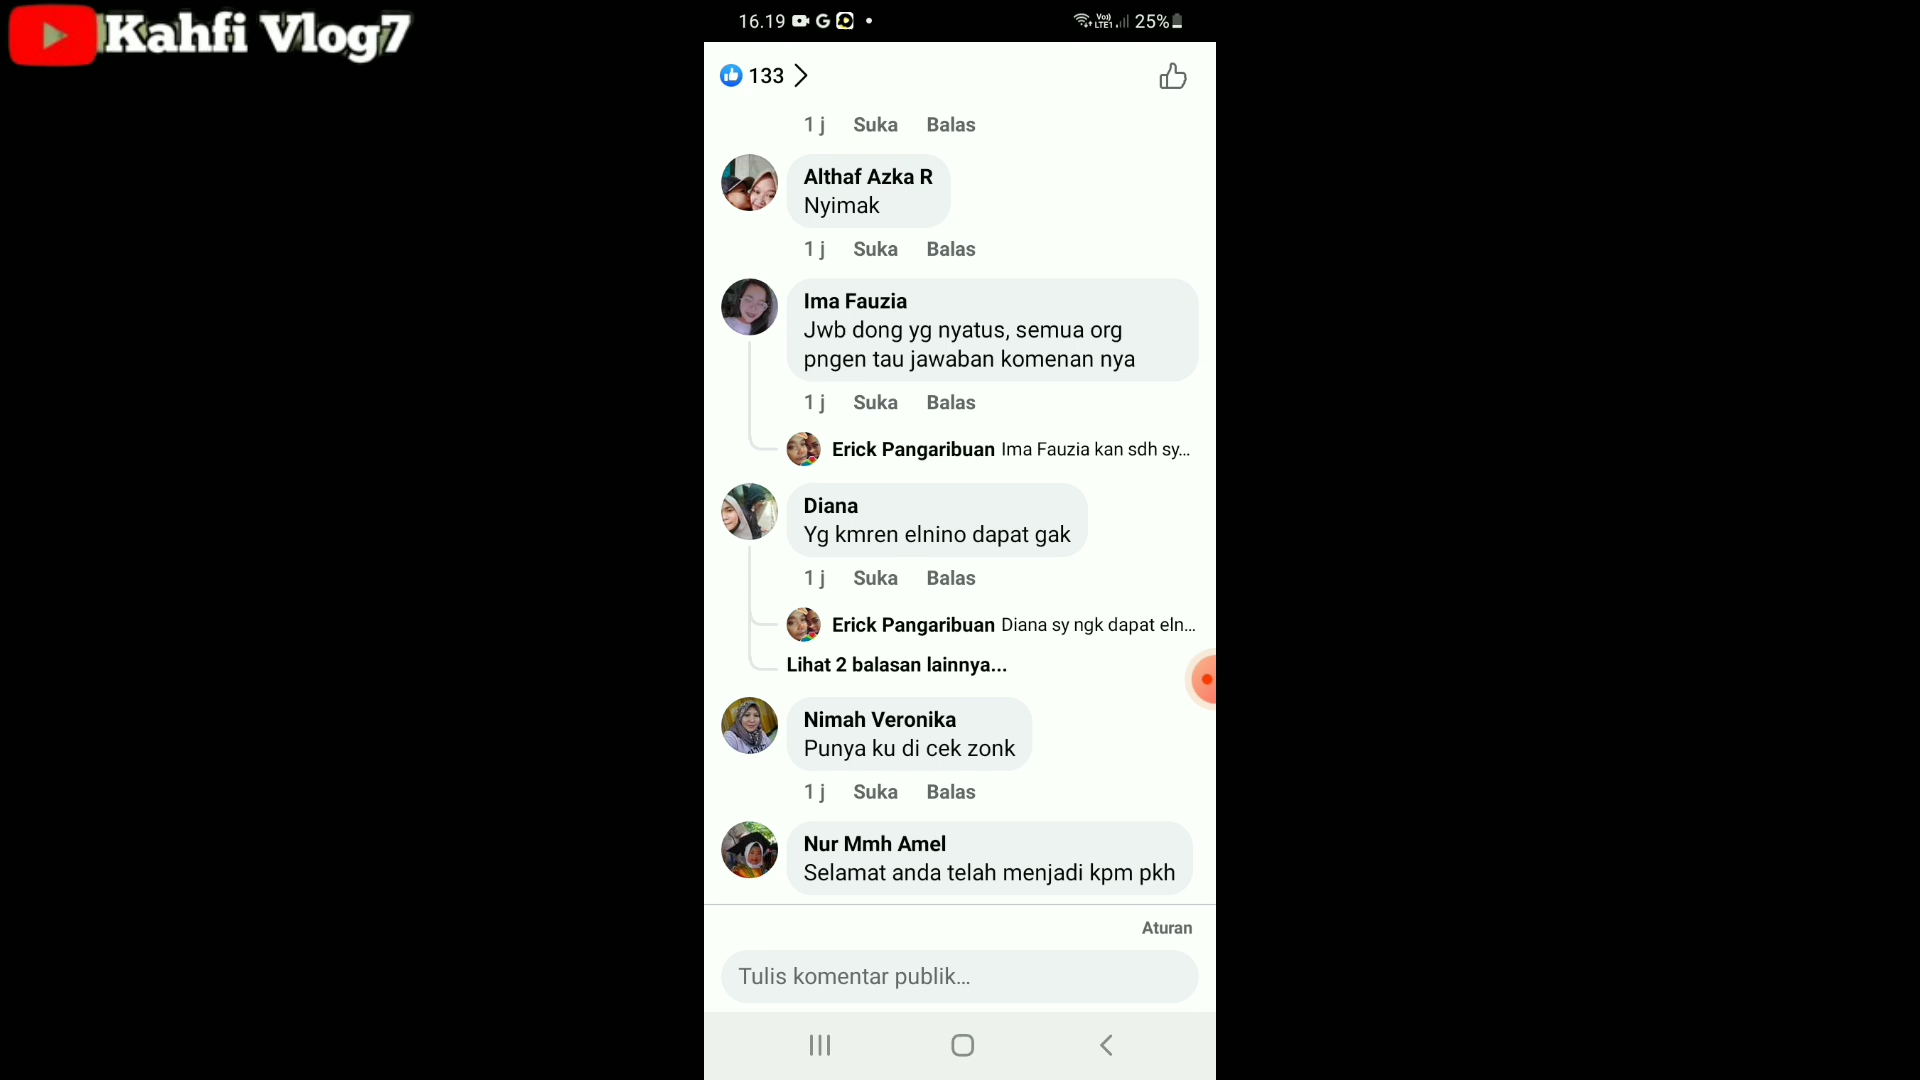 Kahfi Vlog7
16.19 G 25%
133
1 j Suka Balas
Althaf Azka R
Nyimak
1 j Suka Balas
Ima Fauzia
Jwb dong yg nyatus, semua org
pngen tau jawaban komenan nya
1 j Suka Balas
Erick Pangaribuan Ima Fauzia kan sdh sy...
Diana
Yg kmren elnino dapat gak
1 j Suka Balas
Erick Pangaribuan Diana sy ngk dapat eln...
Lihat 2 balasan lainnya...
Nimah Veronika
Punya ku di cek zonk
1 j Suka Balas
Nur Mmh Amel
Selamat anda telah menjadi kpm pkh
Aturan
Tulis komentar publik...